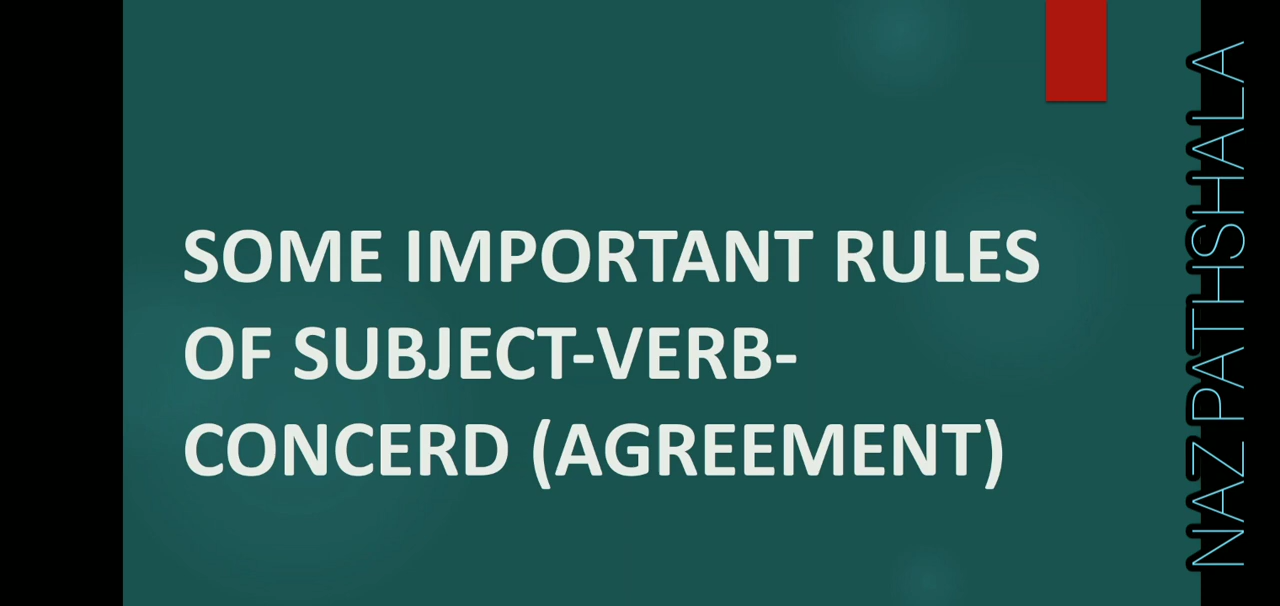 SOME IMPORTANT RULES
OF SUBJECT-VERB-
CONCERD (AGREEMENT)
NAZ PATHSHALA